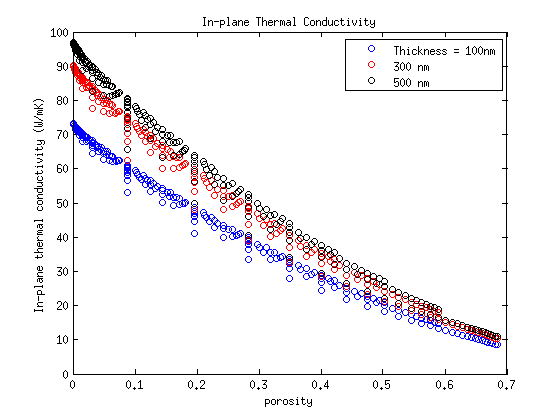 In-plane Thermal Conductivity
Thickness = 100nm
300 nm
500 nm
In-plane thermal conductivity (W/mK)
100
90
80
70
60
50
40
30
20
10
0
0 0.1 0.2 0.3 0.4 0.5 0.6 0.7
porosity